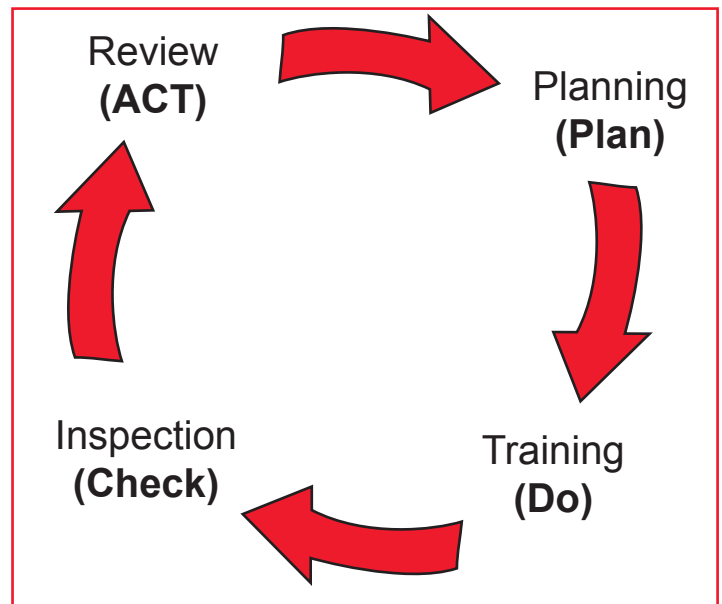 Review
(ACT)
Planning
(Plan)
Training
(Do)
Inspection
(Check)